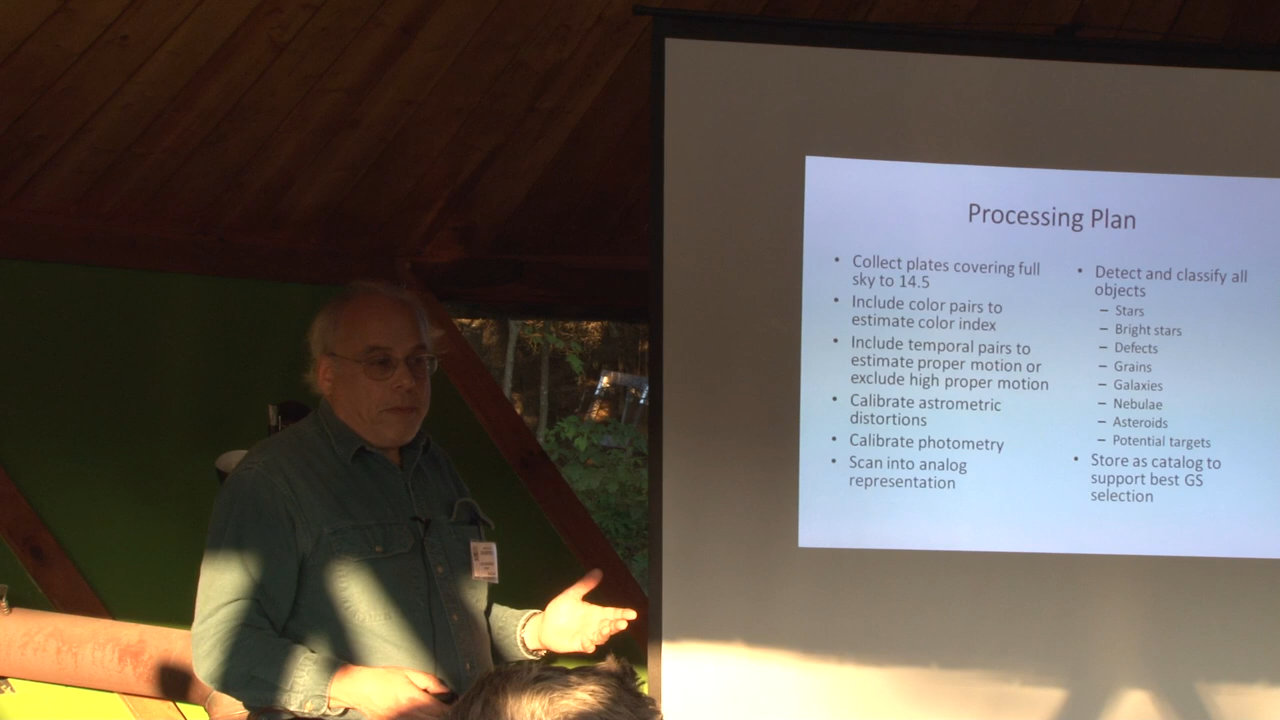 Processing Plan
• Collect plates covering full
sky to 14.5
• Include color pairs to
estimate color index
• Include temporal pairs to
estimate proper motion or
exclude high proper motion
• Calibrate astrometric
distortions
• Calibrate photometry
• Scan into analog
representation
• Detect and classify all
objects
– Stars
– Bright stars
– Defects
– Grains
– Galaxies
– Nebulae
– Asteroids
– Potential targets
• Store as catalog to
support best GS
selection